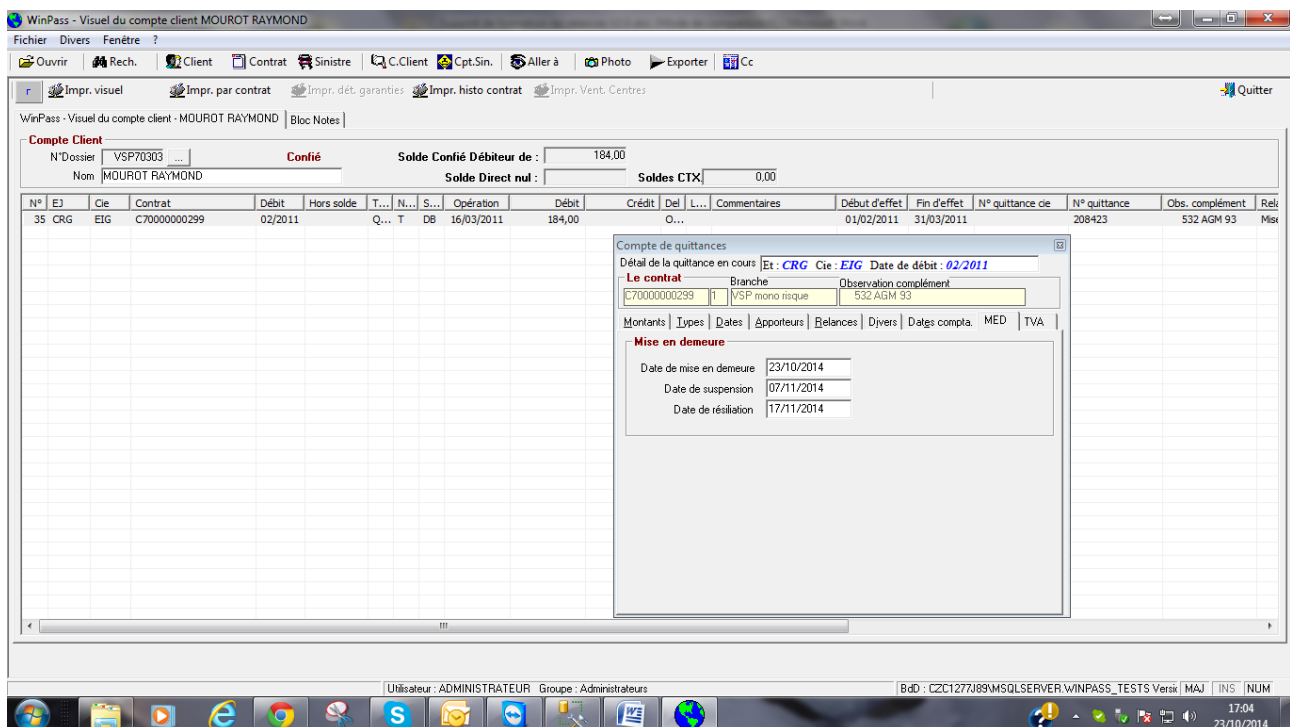 WinPass - Visuel du compte client MOUROT RAYMOND
Fichier Divers Fenêtre ?
Ouvrir Rech. Client Contrat Sinistre C.Client Cpt.Sin. Aller à Photo Exporter Cc
r Impr. visuel Impr. par contrat Impr. dét. garanties Impr. histo contrat Impr. Vent. Centres Quitter
WinPass - Visuel du compte client - MOUROT RAYMOND Bloc Notes
Compte Client
N°Dossier VSP70303 ... Confié Solde Confié Débiteur de : 184,00
Nom MOUROT RAYMOND Solde Direct nul : Soldes CTX. 0,00
N° EJ Cie Contrat Débit Hors solde T... N... S... Opération Débit Crédit Del L... Commentaires Début d'effet Fin d'effet N° quittance cie N° quittance Obs. complément Rela
35 CRG EIG C70000000299 02/2011 Q... T DB 16/03/2011 184,00 O... 01/02/2011 31/03/2011 208423 532 AGM 93 Mise
Compte de quittances
Détail de la quittance en cours Et : CRG Cie : EIG Date de débit : 02/2011
Le contrat Branche Observation complément
C70000000299 1 VSP mono risque 532 AGM 93
Montants Types Dates Apporteurs Relances Divers Dates compta. MED TVA
Mise en demeure
Date de mise en demeure 23/10/2014
Date de suspension 07/11/2014
Date de résiliation 17/11/2014
Utilisateur : ADMINISTRATEUR Groupe : Administrateurs BdD : CZC1277J89\MSQLSERVER.WINPASS_TESTS Versi MAJ INS NUM
17:04
23/10/2014